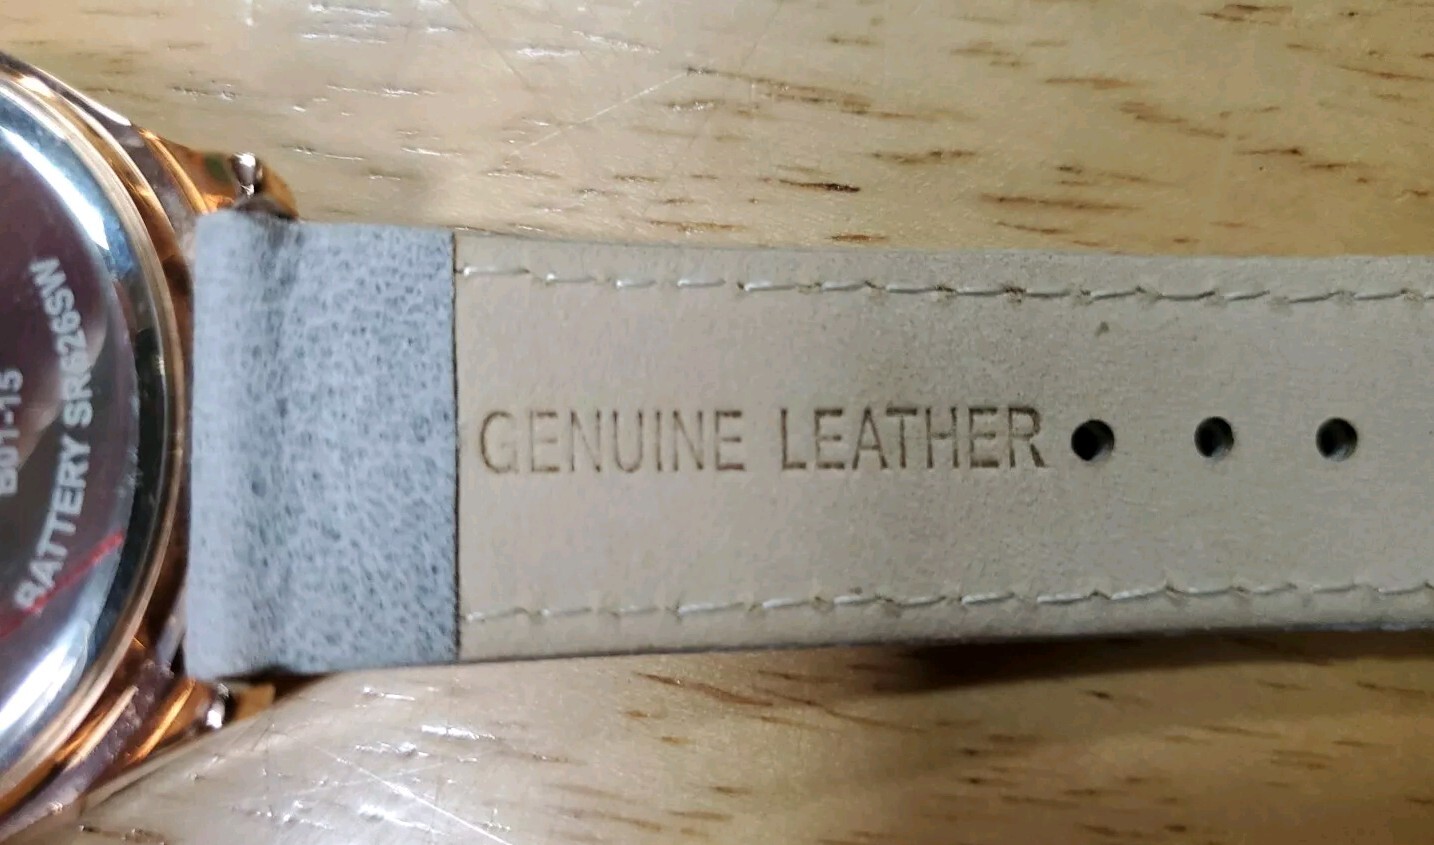 B01-15
BATTERY SR626SW
GENUINE LEATHER